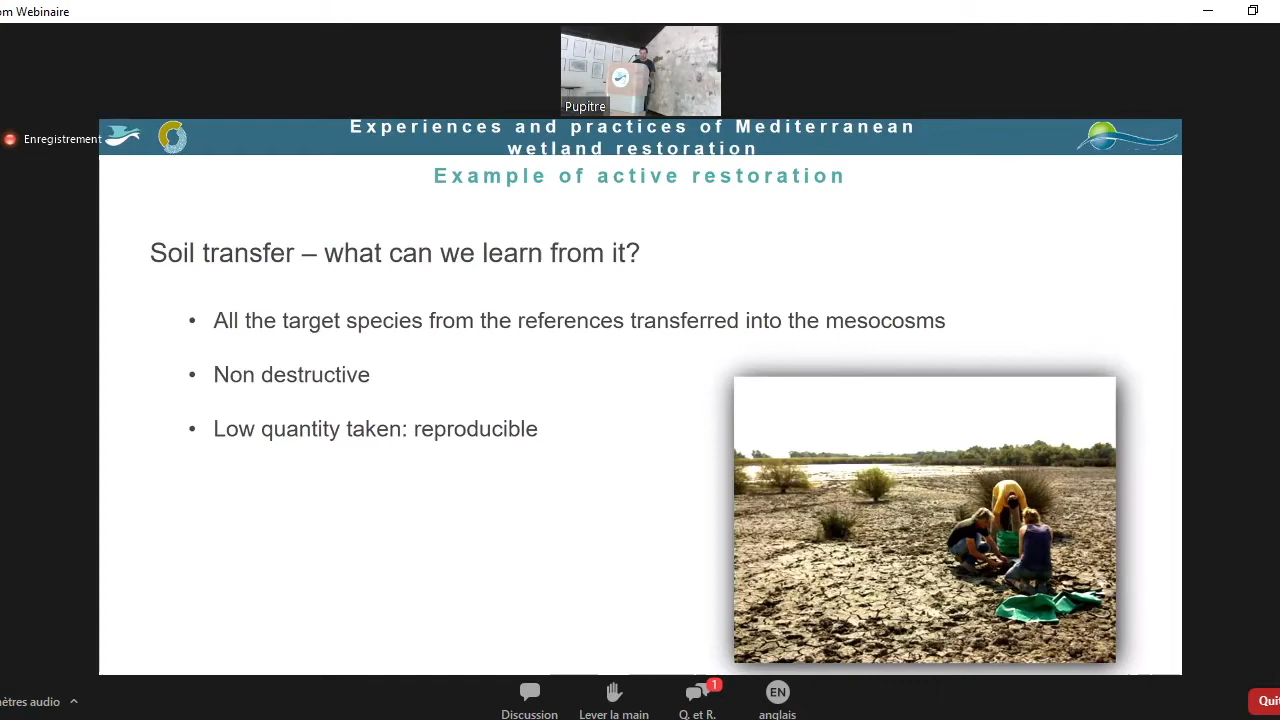 om Webinaire
Pupitre
Enregistrement
Experiences and practices of Mediterranean
wetland restoration
Example of active restoration
Soil transfer – what can we learn from it?
• All the target species from the references transferred into the mesocosms
• Non destructive
• Low quantity taken: reproducible
1
EN
nètres audio
Discussion
Lever la main
Q. et R.
anglais
Quit